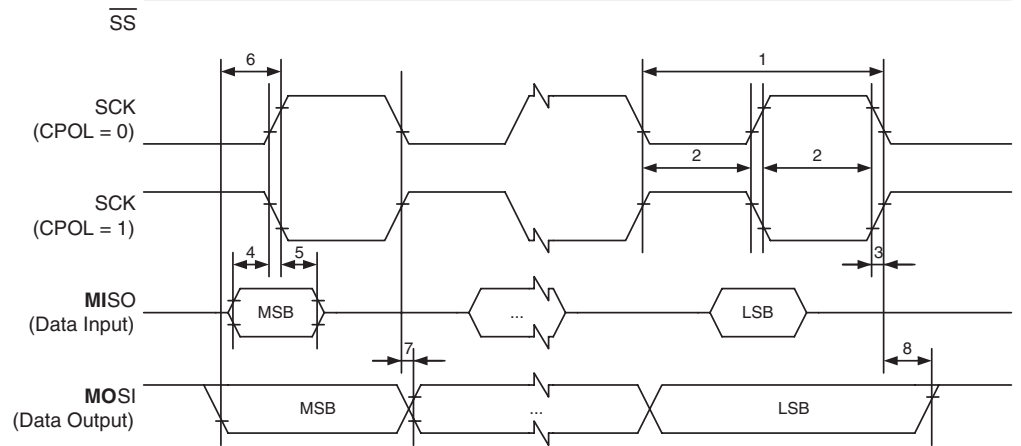 SS
6
1
SCK
(CPOL = 0)
2
2
SCK
(CPOL = 1)
4
5
3
MISO
(Data Input)
MSB
...
LSB
7
8
MOSI
(Data Output)
MSB
...
LSB